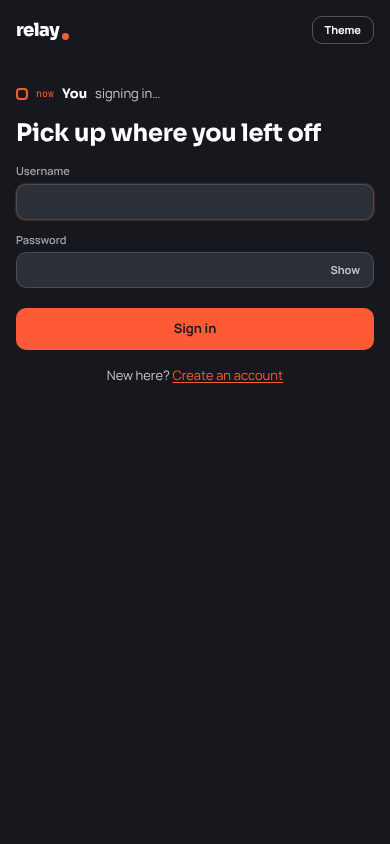 relay
Theme
now You signing in...
Pick up where you left off
Username
Password
Show
Sign in
New here? Create an account